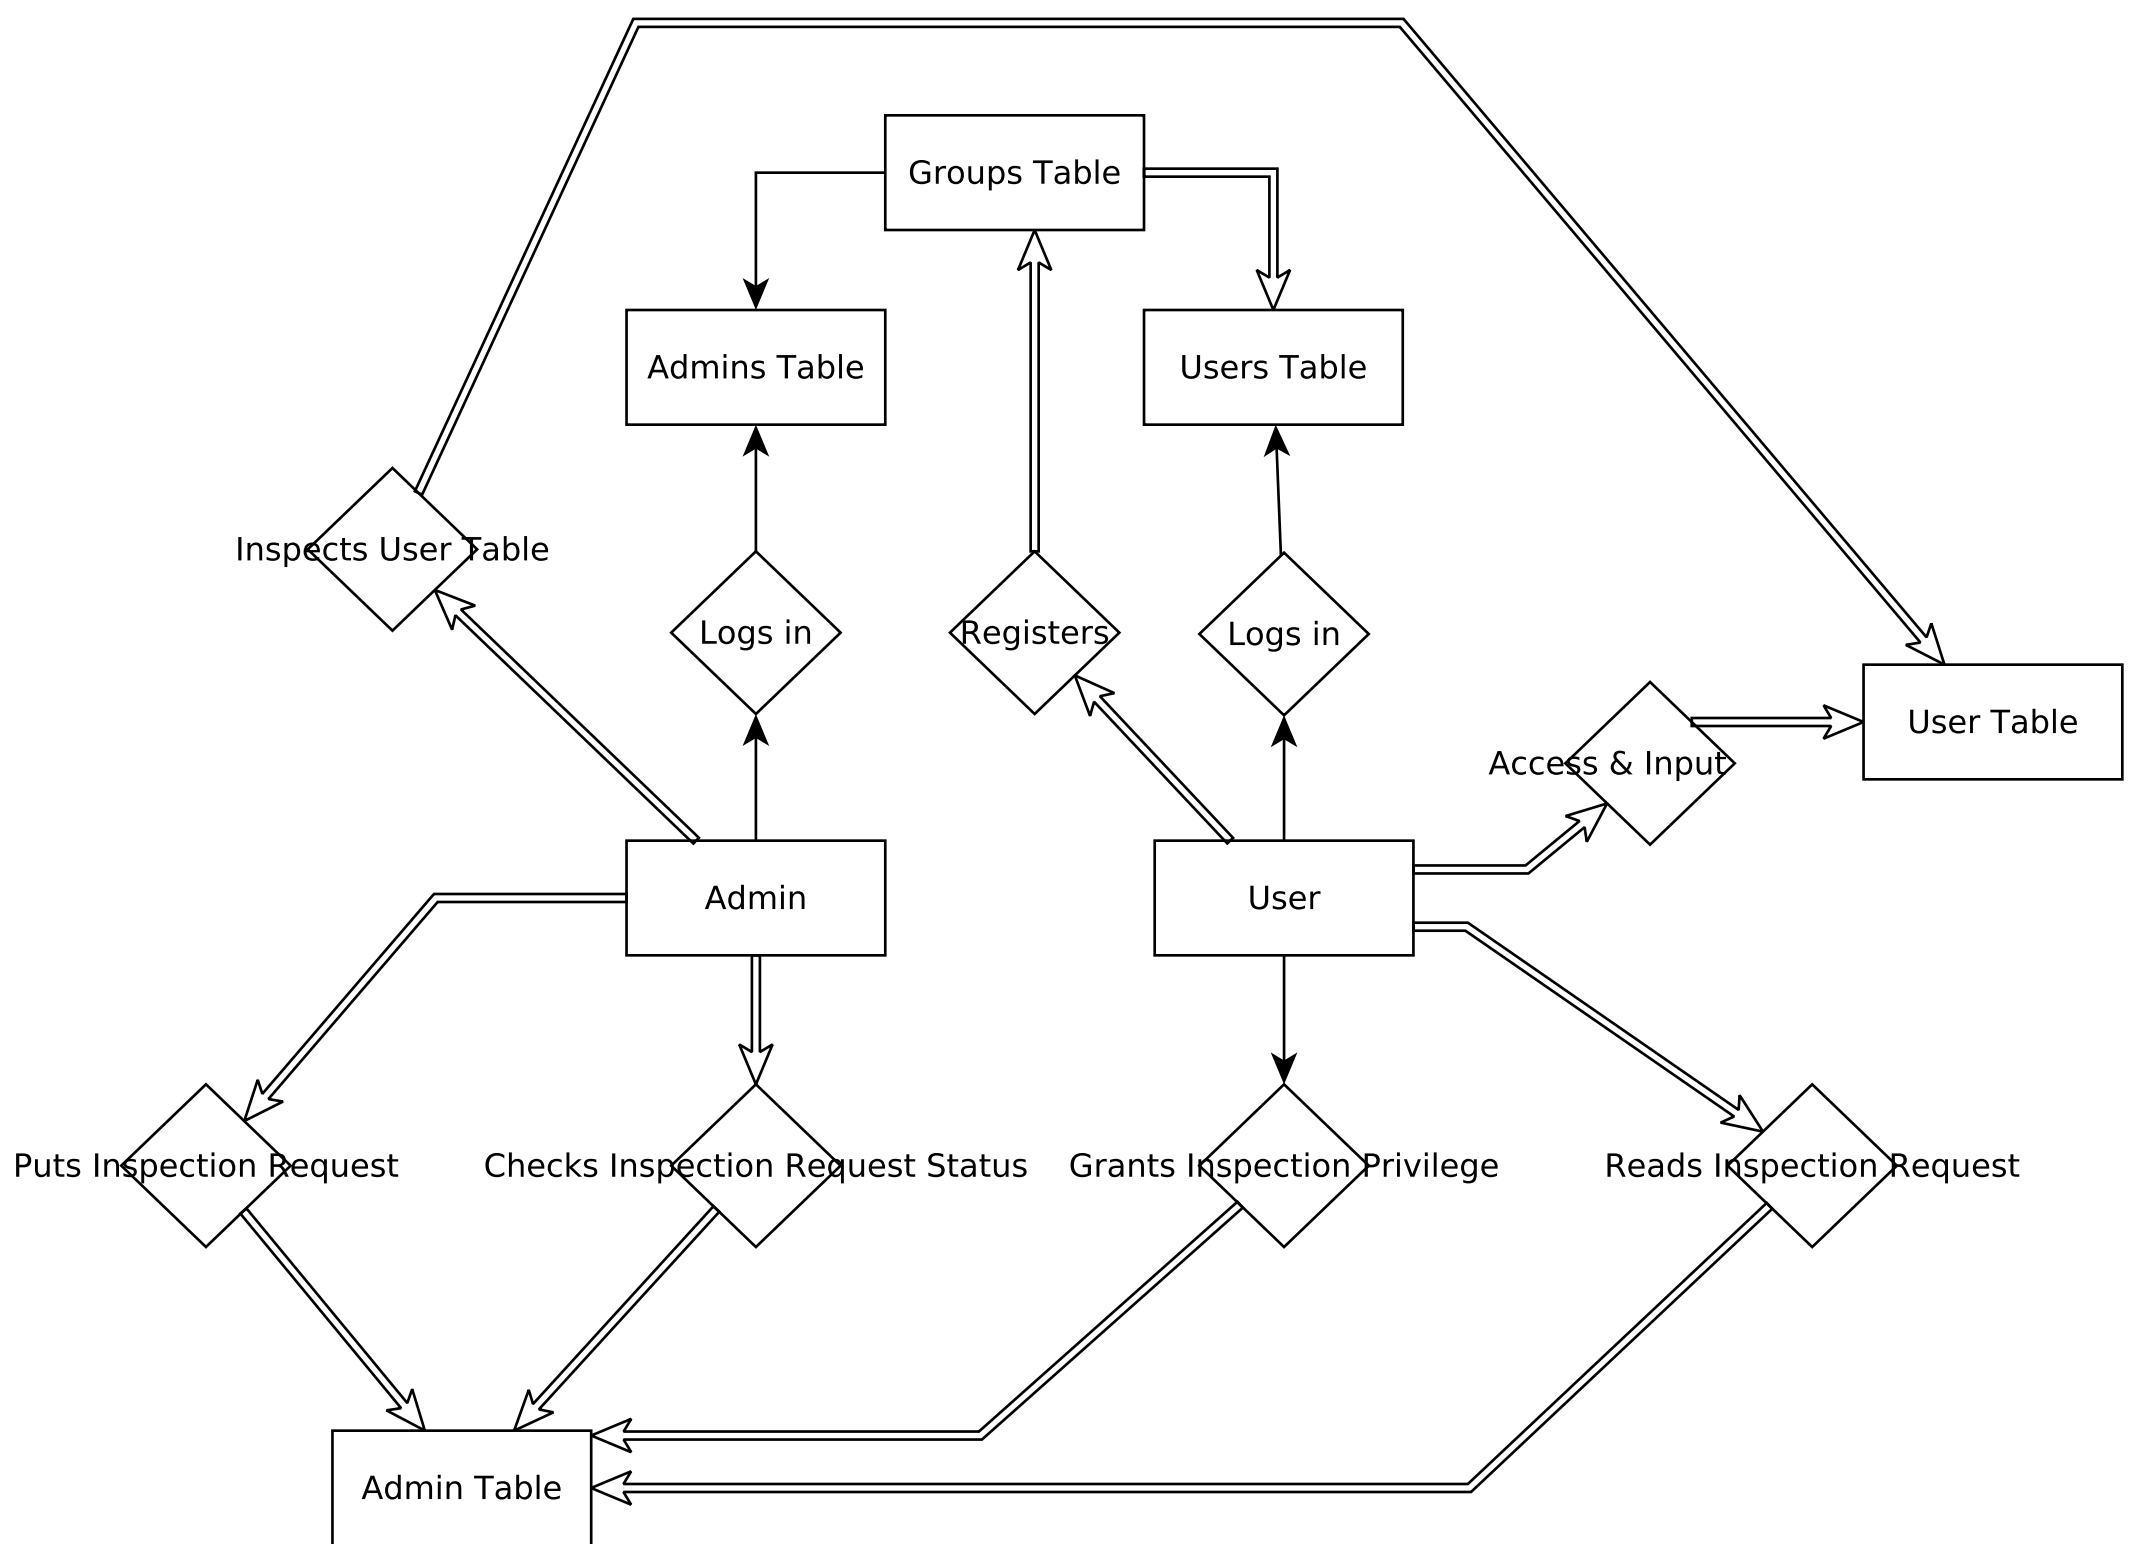 Groups Table
Admins Table
Users Table
Inspects User Table
Logs in
Registers
Logs in
User Table
Access & Input
Admin
User
Puts Inspection Request
Checks Inspection Request Status
Grants Inspection Privilege
Reads Inspection Request
Admin Table